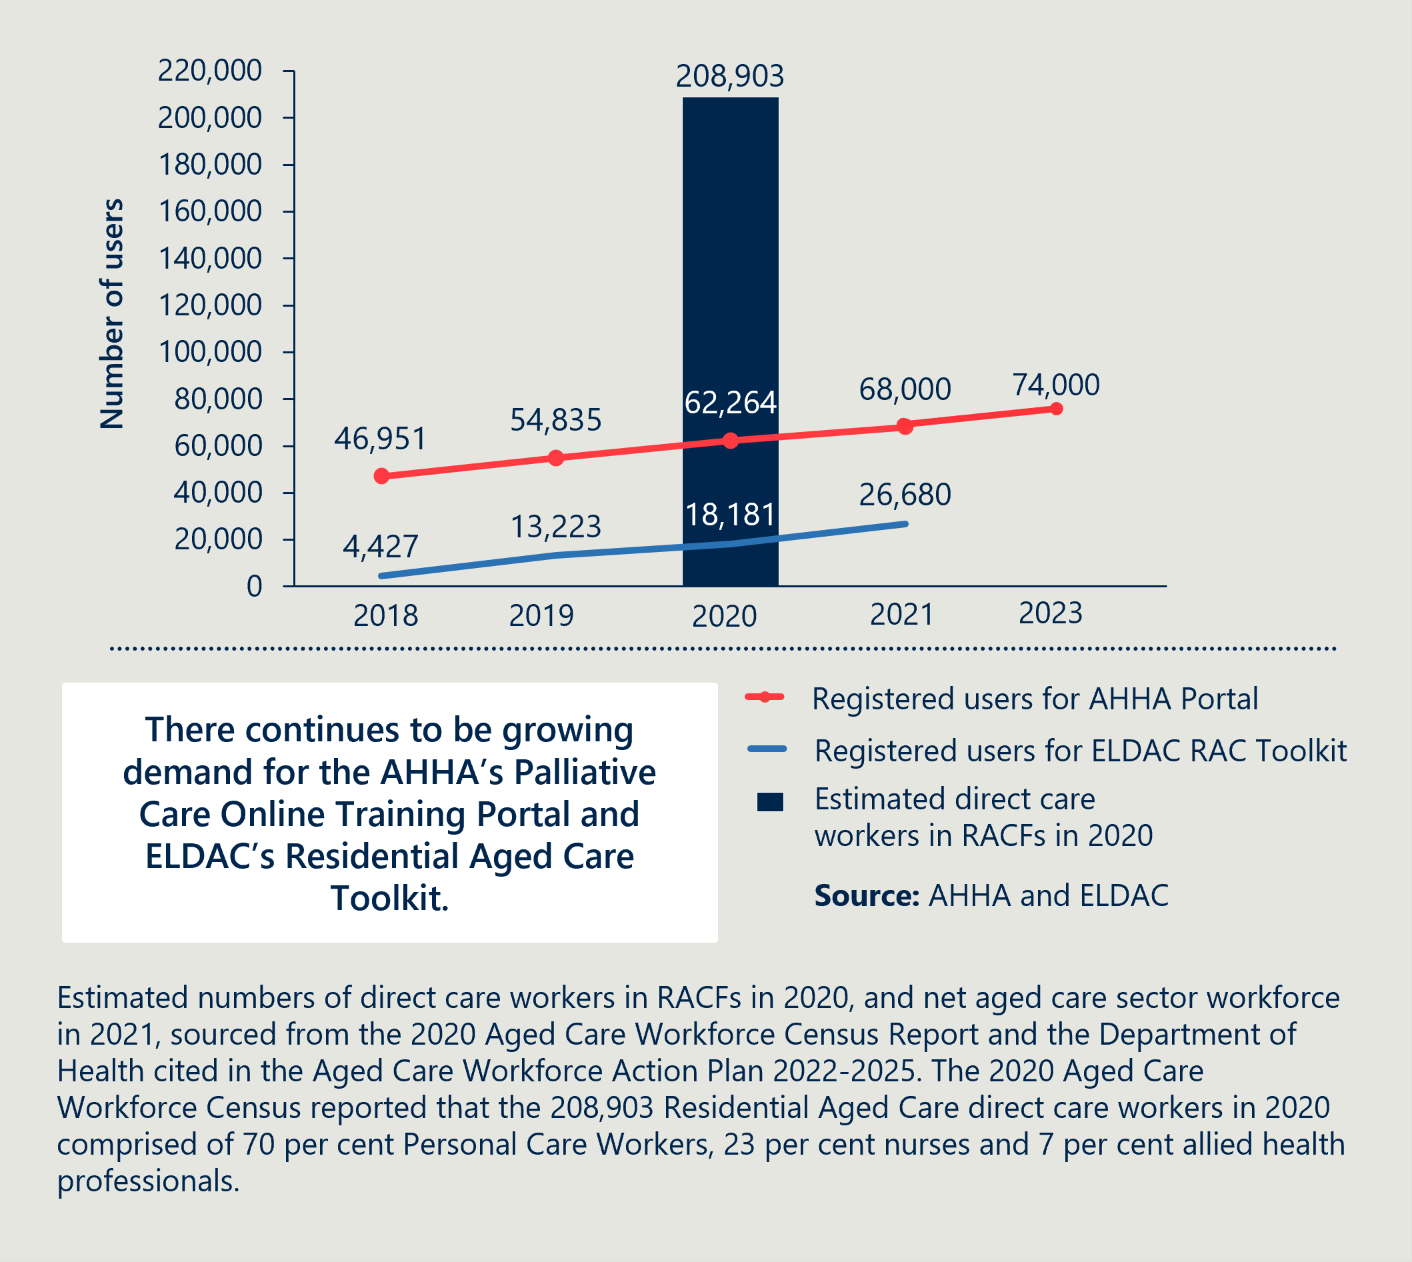 220,000
200,000
180,000
160,000
140,000
120,000
100,000
80,000
60,000
40,000
20,000
0
Number of users
208,903
46,951
54,835
62,264
68,000
74,000
4,427
13,223
18,181
26,680
2018
2019
2020
2021
2023
There continues to be growing
demand for the AHHA’s Palliative
Care Online Training Portal and
ELDAC’s Residential Aged Care
Toolkit.
Registered users for AHHA Portal
Registered users for ELDAC RAC Toolkit
Estimated direct care
workers in RACFs in 2020
Source: AHHA and ELDAC
Estimated numbers of direct care workers in RACFs in 2020, and net aged care sector workforce
in 2021, sourced from the 2020 Aged Care Workforce Census Report and the Department of
Health cited in the Aged Care Workforce Action Plan 2022-2025. The 2020 Aged Care
Workforce Census reported that the 208,903 Residential Aged Care direct care workers in 2020
comprised of 70 per cent Personal Care Workers, 23 per cent nurses and 7 per cent allied health
professionals.